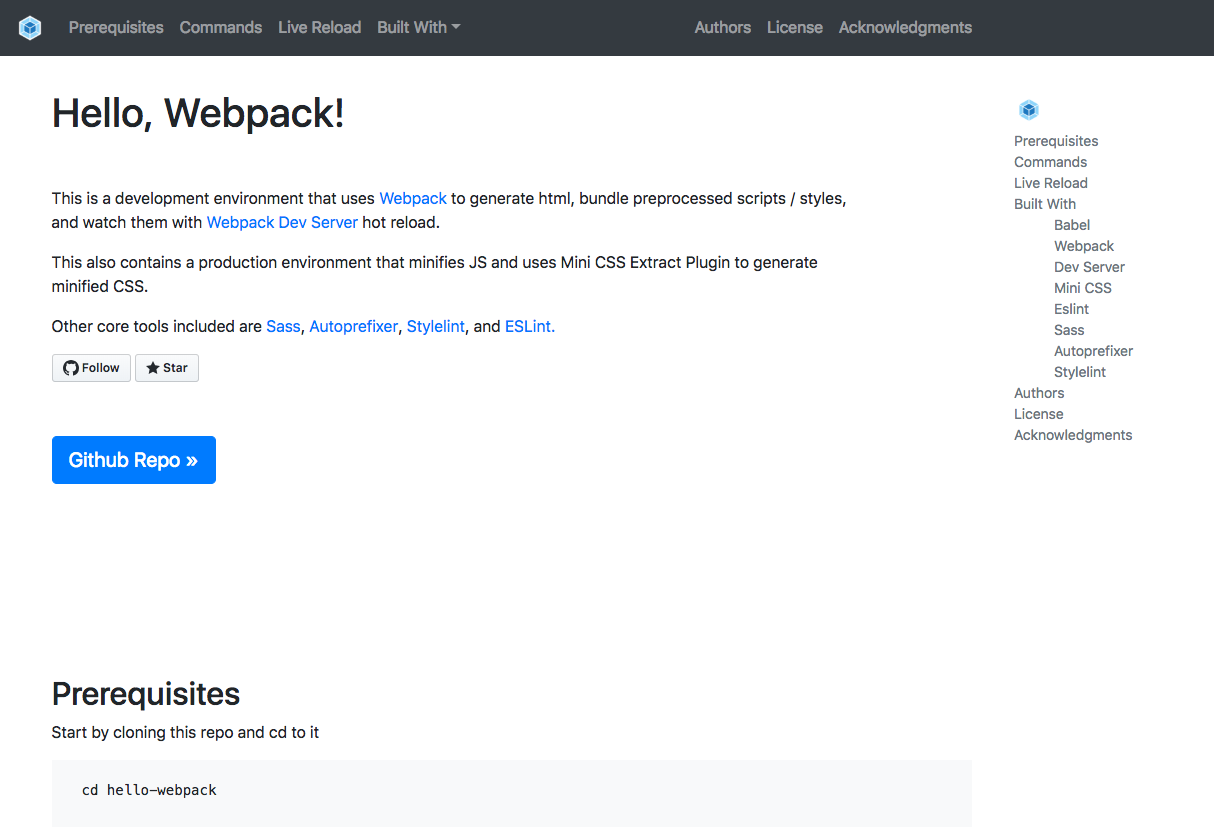 Prerequisites Commands Live Reload Built With Authors License Acknowledgments
Hello, Webpack!
This is a development environment that uses Webpack to generate html, bundle preprocessed scripts / styles,
and watch them with Webpack Dev Server hot reload.
This also contains a production environment that minifies JS and uses Mini CSS Extract Plugin to generate
minified CSS.
Other core tools included are Sass, Autoprefixer, Stylelint, and ESLint.
Follow Star
Github Repo »
Prerequisites
Start by cloning this repo and cd to it
cd hello-webpack
Prerequisites
Commands
Live Reload
Built With
Babel
Webpack
Dev Server
Mini CSS
Eslint
Sass
Autoprefixer
Stylelint
Authors
License
Acknowledgments